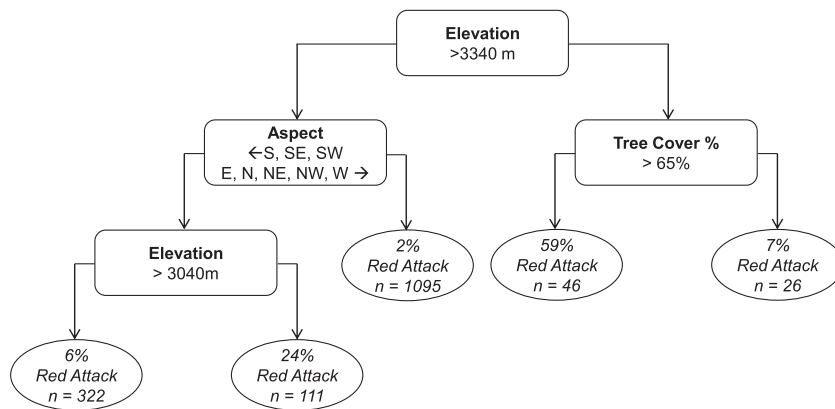 Elevation
>3340 m
Aspect
←S, SE, SW
E, N, NE, NW, W →
Tree Cover %
> 65%
Elevation
> 3040m
2%
Red Attack
n = 1095
59%
Red Attack
n = 46
7%
Red Attack
n = 26
6%
Red Attack
n = 322
24%
Red Attack
n = 111